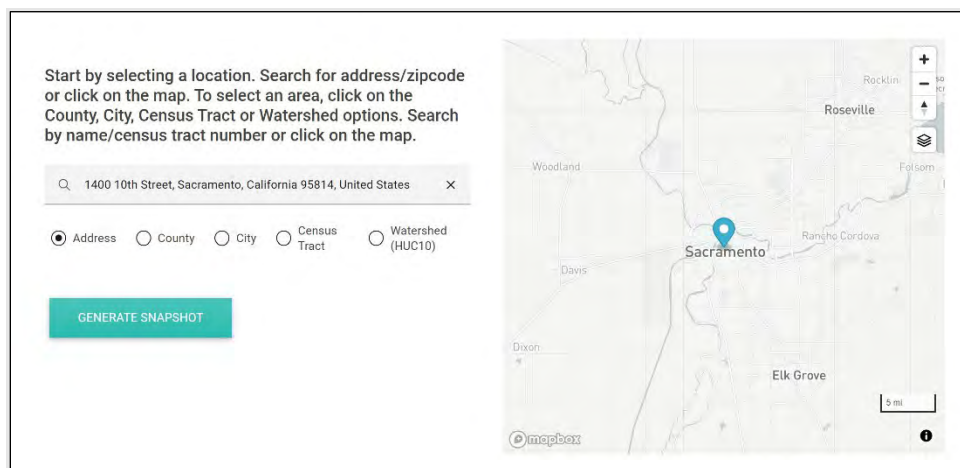 Start by selecting a location. Search for address/zipcode
or click on the map. To select an area, click on the
County, City, Census Tract or Watershed options. Search
by name/census tract number or click on the map.
1400 10th Street, Sacramento, California 95814, United States
Address
County
City
Census
Tract
Watershed
(HUC10)
GENERATE SNAPSHOT
Rocklin
Roseville
Woodland
Folsom
Rancho Cordova
Sacramento
Davis
Dixon
Elk Grove
5 mi
mapbox